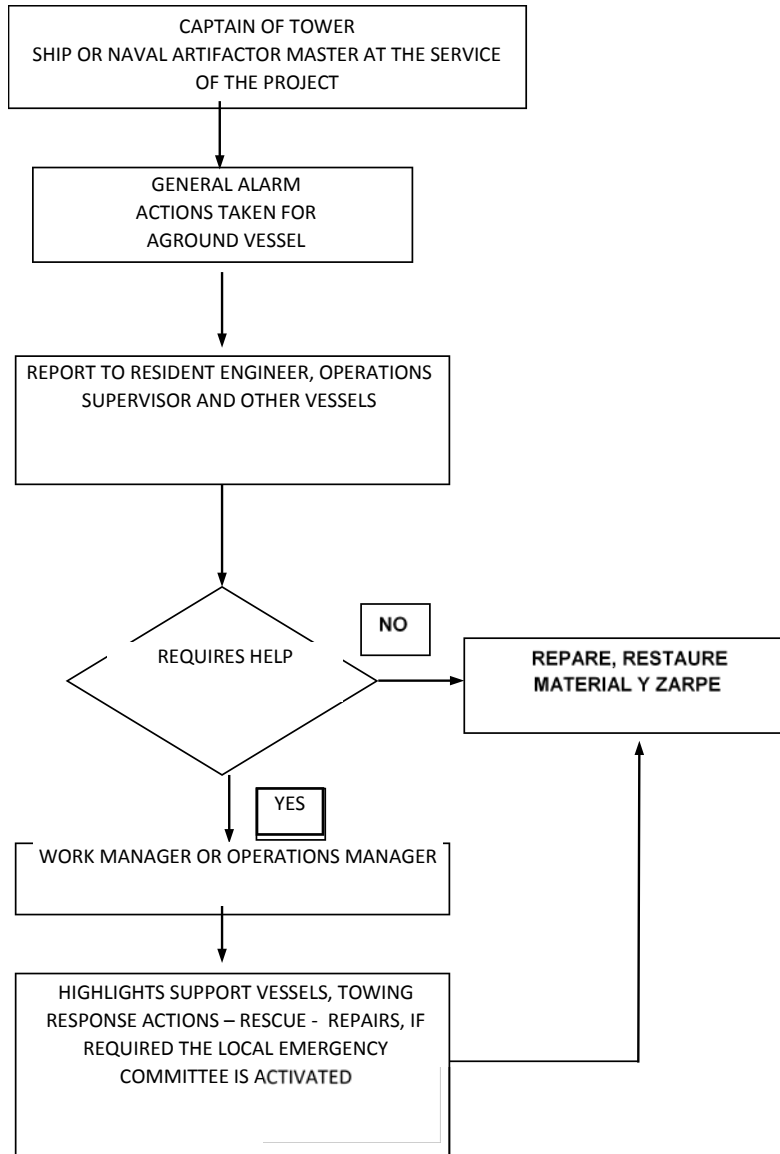 CAPTAIN OF TOWER
SHIP OR NAVAL ARTIFACTOR MASTER AT THE SERVICE
OF THE PROJECT
GENERAL ALARM
ACTIONS TAKEN FOR
AGROUND VESSEL
REPORT TO RESIDENT ENGINEER, OPERATIONS
SUPERVISOR AND OTHER VESSELS
REQUIRES HELP
NO
REPARE, RESTAURE
MATERIAL Y ZARPE
YES
WORK MANAGER OR OPERATIONS MANAGER
HIGHLIGHTS SUPPORT VESSELS, TOWING
RESPONSE ACTIONS – RESCUE - REPAIRS, IF
REQUIRED THE LOCAL EMERGENCY
COMMITTEE IS ACTIVATED